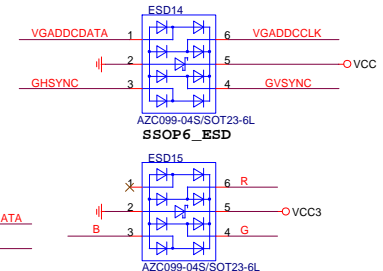 ESD14
VGADDCDATA 1 6 VGADDCCLK
2 5 VCC
GHSYNC 3 4 GVSYNC
AZC099-04S/SOT23-6L
SSOP6_ESD
ESD15
1 6 R
2 5 VCC3
ATA
B 3 4 G
AZC099-04S/SOT23-6L